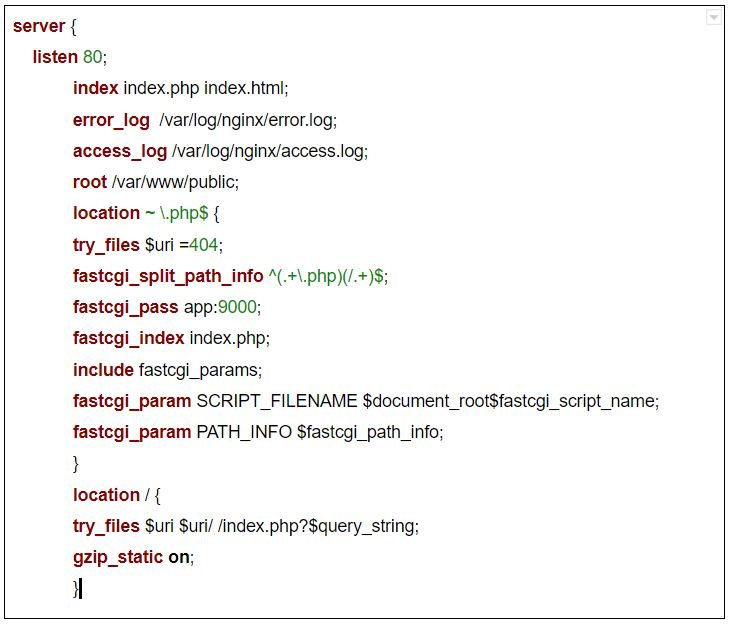 server {
listen 80;
index index.php index.html;
error_log  /var/log/nginx/error.log;
access_log /var/log/nginx/access.log;
root /var/www/public;
location ~ \.php$ {
try_files $uri =404;
fastcgi_split_path_info ^(.+\.php)(/.+)$;
fastcgi_pass app:9000;
fastcgi_index index.php;
include fastcgi_params;
fastcgi_param SCRIPT_FILENAME $document_root$fastcgi_script_name;
fastcgi_param PATH_INFO $fastcgi_path_info;
}
location / {
try_files $uri $uri/ /index.php?$query_string;
gzip_static on;
}